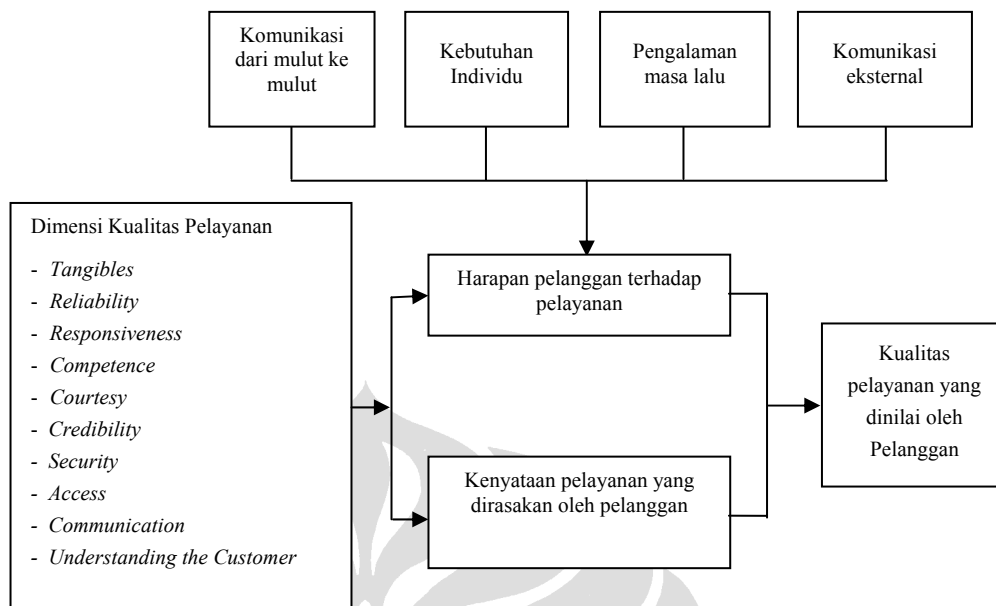 Komunikasi
dari mulut ke
mulut
Kebutuhan
Individu
Pengalaman
masa lalu
Komunikasi
eksternal
Dimensi Kualitas Pelayanan
- Tangibles
- Reliability
- Responsiveness
- Competence
- Courtesy
- Credibility
- Security
- Access
- Communication
- Understanding the Customer
Harapan pelanggan terhadap
pelayanan
Kenyataan pelayanan yang
dirasakan oleh pelanggan
Kualitas
pelayanan yang
dinilai oleh
Pelanggan